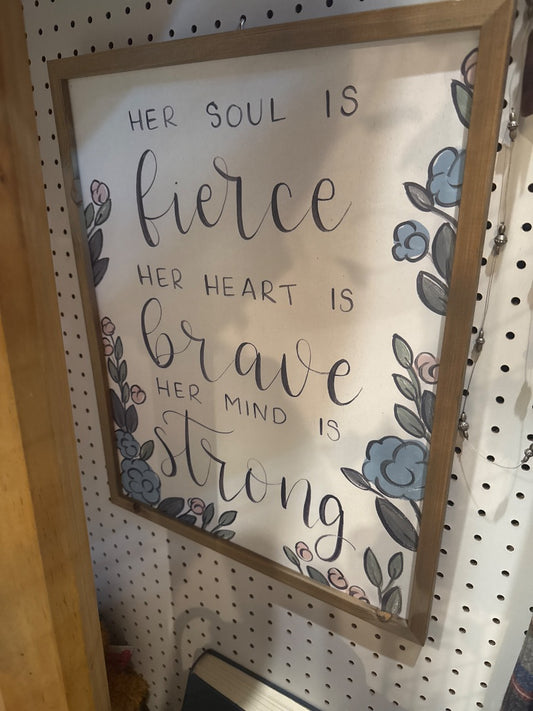 HER SOUL IS
fierce
HER HEART IS
brave
HER MIND IS
strong